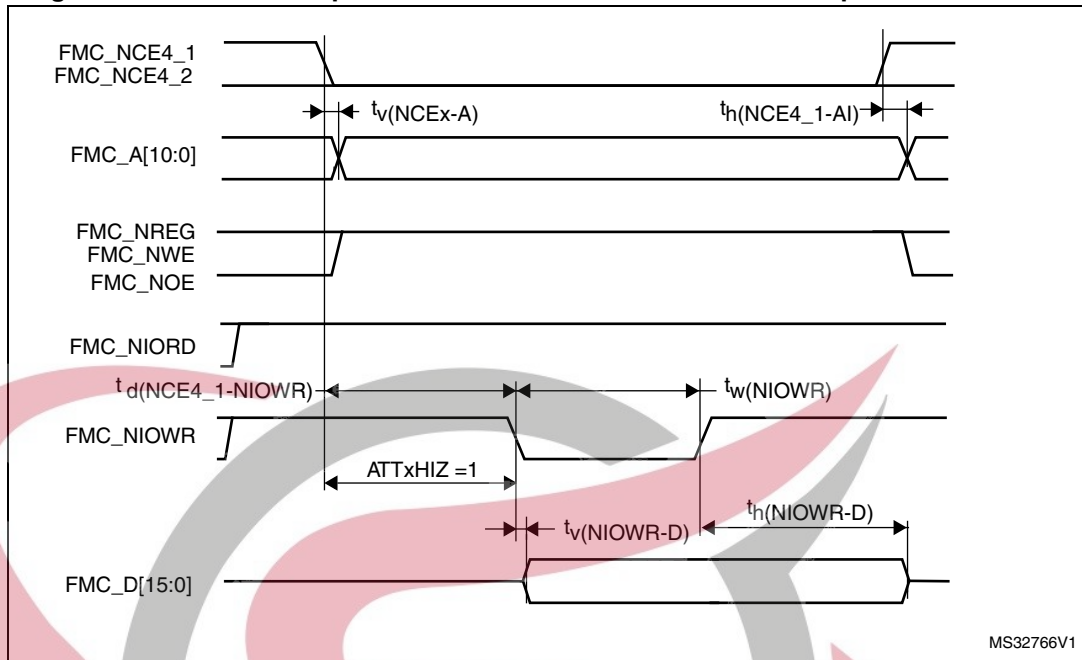 FMC_NCE4_1
FMC_NCE4_2
tv(NCEx-A)
th(NCE4_1-AI)
FMC_A[10:0]
FMC_NREG
FMC_NWE
FMC_NOE
FMC_NIORD
td(NCE4_1-NIOWR)
tw(NIOWR)
FMC_NIOWR
ATTxHIZ =1
tv(NIOWR-D)
th(NIOWR-D)
FMC_D[15:0]
MS32766V1